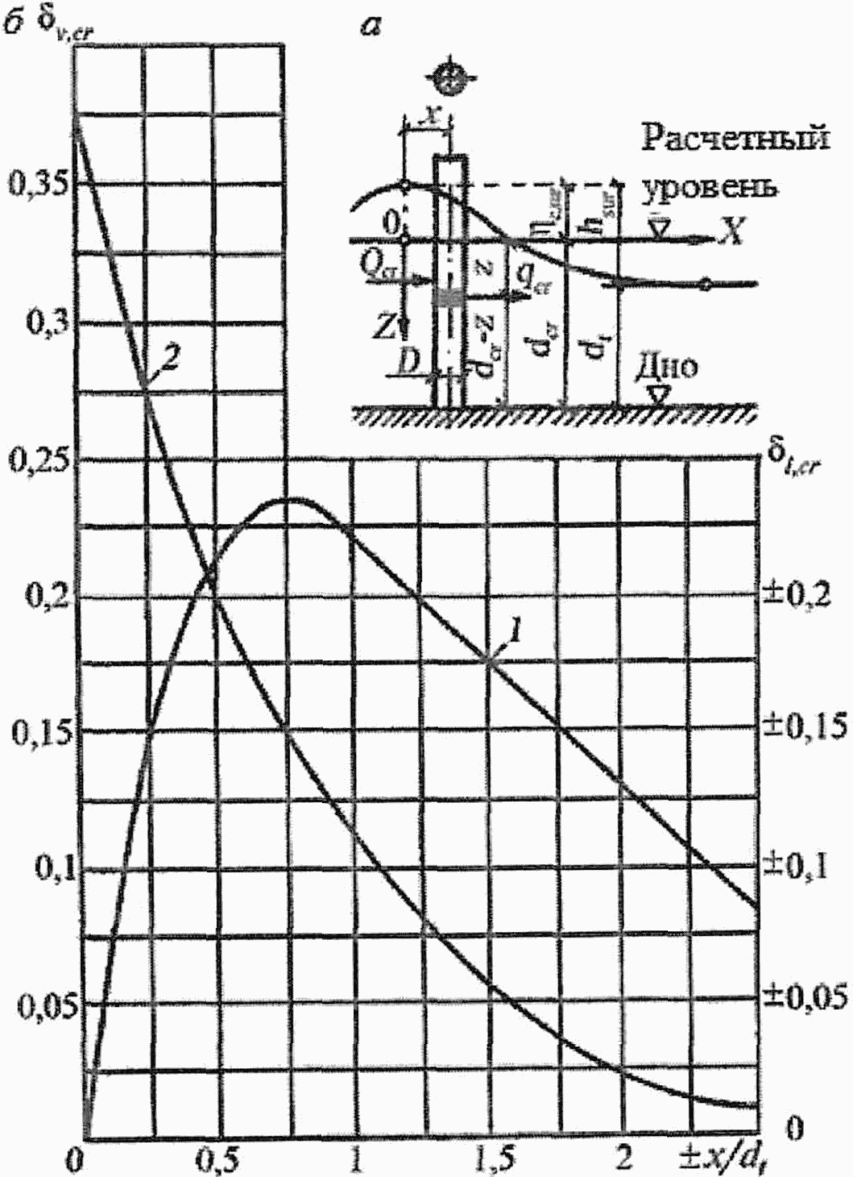 б δv,cr
а
x
Расчетный
уровень
0
X
Qcr
z
qcr
ηcsur
hsur
Z
D
dcr-z
dcr
dt
Дно
0,35
0,3
2
0,25
δt,cr
0,2
±0,2
1
0,15
±0,15
0,1
±0,1
0,05
±0,05
0
0
0,5
1
1,5
2
±x/dt